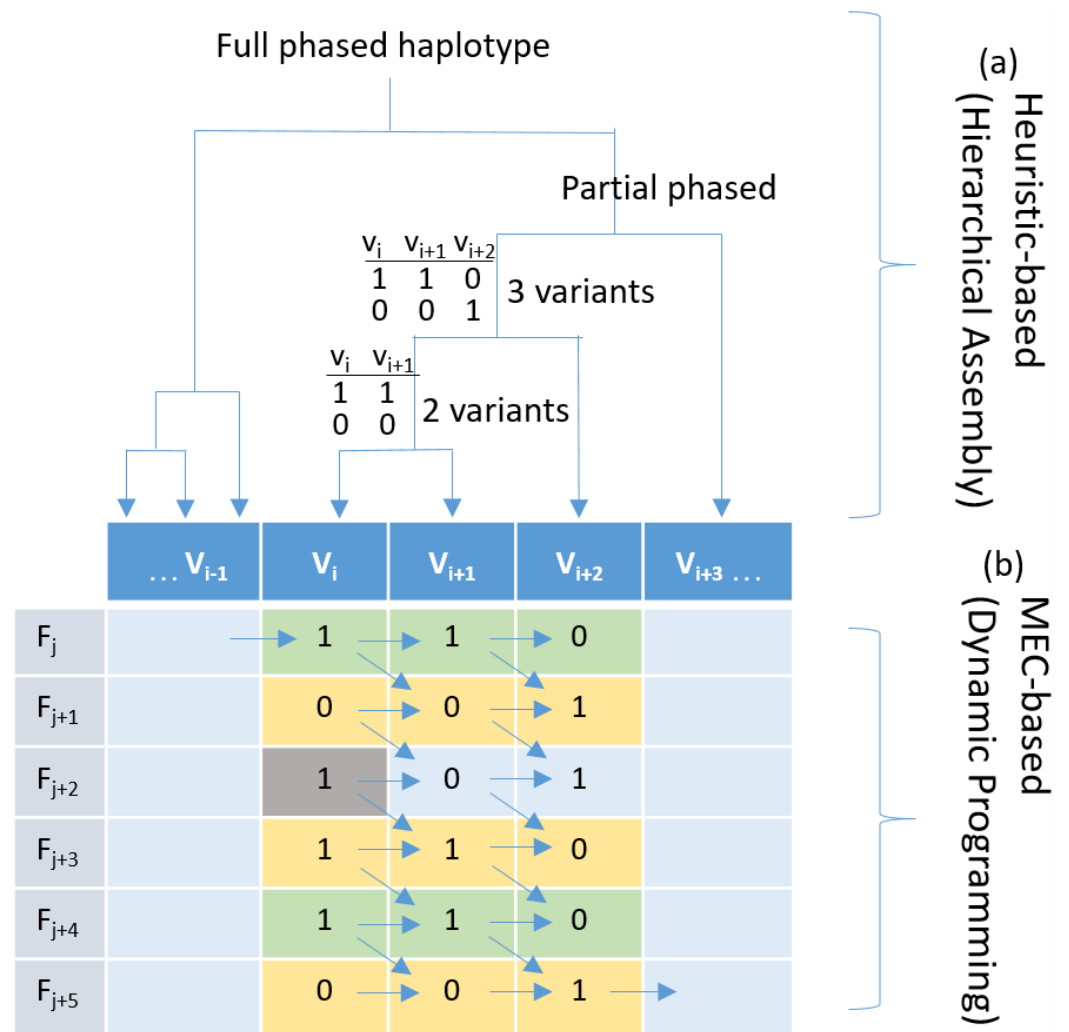 Full phased haplotype
(a)
Heuristic-based
(Hierarchical Assembly)
Partial phased
vᵢ vᵢ₊₁ vᵢ₊₂
1 1 0
0 0 1
3 variants
vᵢ vᵢ₊₁
1 1
0 0
2 variants
... Vᵢ₋₁ Vᵢ Vᵢ₊₁ Vᵢ₊₂ Vᵢ₊₃ ...
(b)
MEC-based
(Dynamic Programming)
Fⱼ 1 1 0
Fⱼ₊₁ 0 0 1
Fⱼ₊₂ 1 0 1
Fⱼ₊₃ 1 1 0
Fⱼ₊₄ 1 1 0
Fⱼ₊₅ 0 0 1